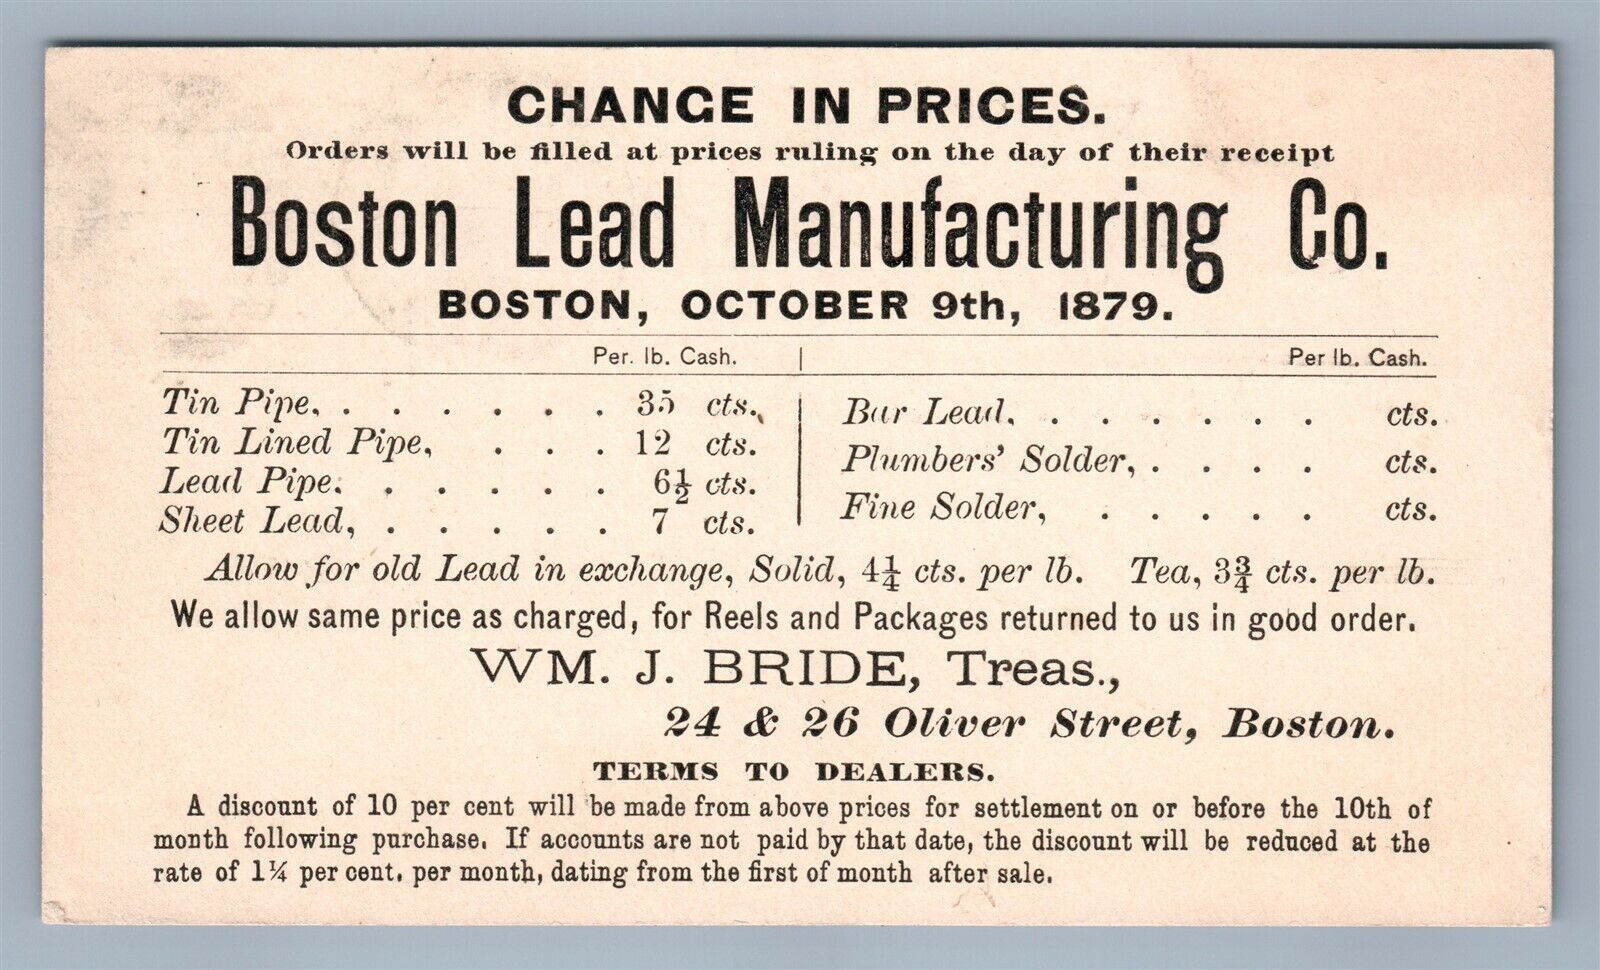 CHANGE IN PRICES.
Orders will be filled at prices ruling on the day of their receipt
Boston Lead Manufacturing Co.
BOSTON, OCTOBER 9th, 1879.
Per. lb. Cash. Per lb. Cash.
Tin Pipe, . . . . . . . 35 cts.
Tin Lined Pipe, . . . 12 cts.
Lead Pipe. . . . . . . 6½ cts.
Sheet Lead, . . . . . . 7 cts.
Bar Lead, . . . . . . . cts.
Plumbers' Solder, . . . . cts.
Fine Solder, . . . . . cts.
Allow for old Lead in exchange, Solid, 4¼ cts. per lb. Tea, 3¾ cts. per lb.
We allow same price as charged, for Reels and Packages returned to us in good order.
WM. J. BRIDE, Treas.,
24 & 26 Oliver Street, Boston.
TERMS TO DEALERS.
A discount of 10 per cent will be made from above prices for settlement on or before the 10th of
month following purchase. If accounts are not paid by that date, the discount will be reduced at the
rate of 1¼ per cent. per month, dating from the first of month after sale.